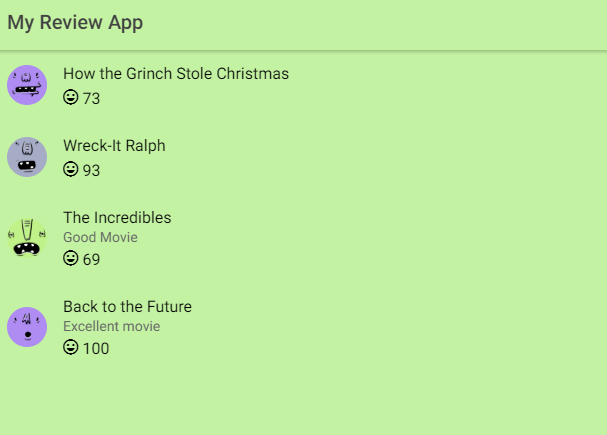 My Review App
How the Grinch Stole Christmas
73
Wreck-It Ralph
93
The Incredibles
Good Movie
69
Back to the Future
Excellent movie
100